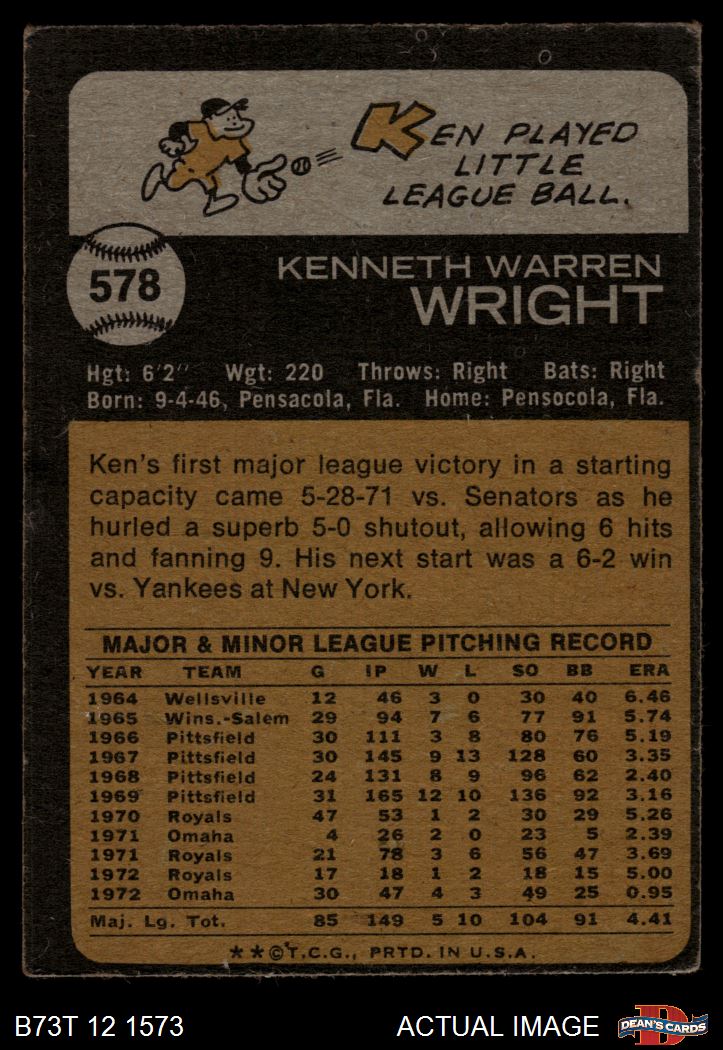 KEN PLAYED
LITTLE
LEAGUE BALL.
578
KENNETH WARREN
WRIGHT
Hgt: 6'2" Wgt: 220 Throws: Right Bats: Right
Born: 9-4-46, Pensacola, Fla. Home: Pensocola, Fla.
Ken's first major league victory in a starting
capacity came 5-28-71 vs. Senators as he
hurled a superb 5-0 shutout, allowing 6 hits
and fanning 9. His next start was a 6-2 win
vs. Yankees at New York.
MAJOR & MINOR LEAGUE PITCHING RECORD
YEAR TEAM G IP W L SO BB ERA
1964 Wellsville 12 46 3 0 30 40 6.46
1965 Wins.-Salem 29 94 7 6 77 91 5.74
1966 Pittsfield 30 111 3 8 80 76 5.19
1967 Pittsfield 30 145 9 13 128 60 3.35
1968 Pittsfield 24 131 8 9 96 62 2.40
1969 Pittsfield 31 165 12 10 136 92 3.16
1970 Royals 47 53 1 2 30 29 5.26
1971 Omaha 4 26 2 0 23 5 2.39
1971 Royals 21 78 3 6 56 47 3.69
1972 Royals 17 18 1 2 18 15 5.00
1972 Omaha 30 47 4 3 49 25 0.95
Maj. Lg. Tot. 85 149 5 10 104 91 4.41
**©T.C.G., PRTD. IN U.S.A.
B73T 12 1573 ACTUAL IMAGE DEAN'S CARDS